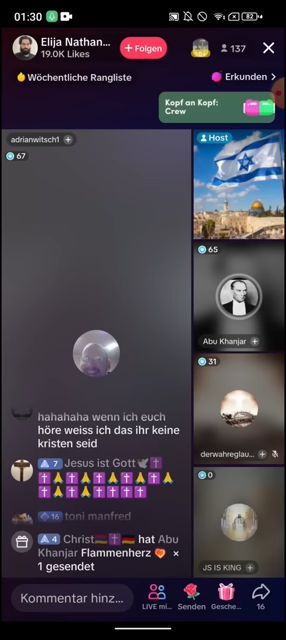 01:30
82
Elija Nathan...
19.0K Likes
+ Folgen
137
Wöchentliche Rangliste
Erkunden >
Kopf an Kopf:
Crew
adrianwitsch1
67
Host
65
Abu Khanjar
31
derwahreglau...
0
JS IS KING
hahahaha wenn ich euch
höre weiss ich das ihr keine
kristen seid
7 Jesus ist Gott🕊️✝️
✝️🙏✝️🙏✝️🙏✝️🙏
✝️🙏✝️🙏✝️✝️✝️✝️
16 toni manfred
4 Christ 🇩🇪 hat Abu
Khanjar Flammenherz ×
1 gesendet
Kommentar hinz...
LIVE mi...
Senden
Gesche...
16